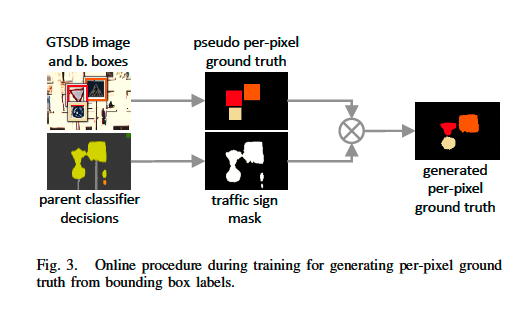 GTSDB image
and b. boxes
pseudo per-pixel
ground truth
parent classifier
decisions
traffic sign
mask
generated
per-pixel
ground truth
Fig. 3. Online procedure during training for generating per-pixel ground
truth from bounding box labels.